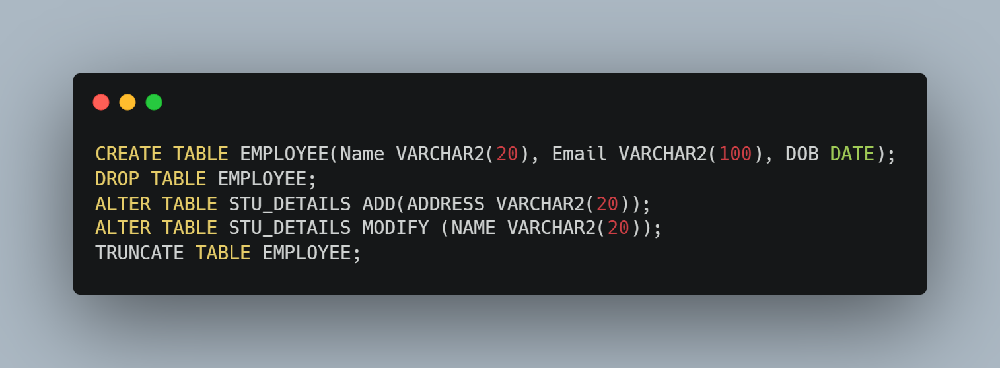 CREATE TABLE EMPLOYEE(Name VARCHAR2(20), Email VARCHAR2(100), DOB DATE);
DROP TABLE EMPLOYEE;
ALTER TABLE STU_DETAILS ADD(ADDRESS VARCHAR2(20));
ALTER TABLE STU_DETAILS MODIFY (NAME VARCHAR2(20));
TRUNCATE TABLE EMPLOYEE;